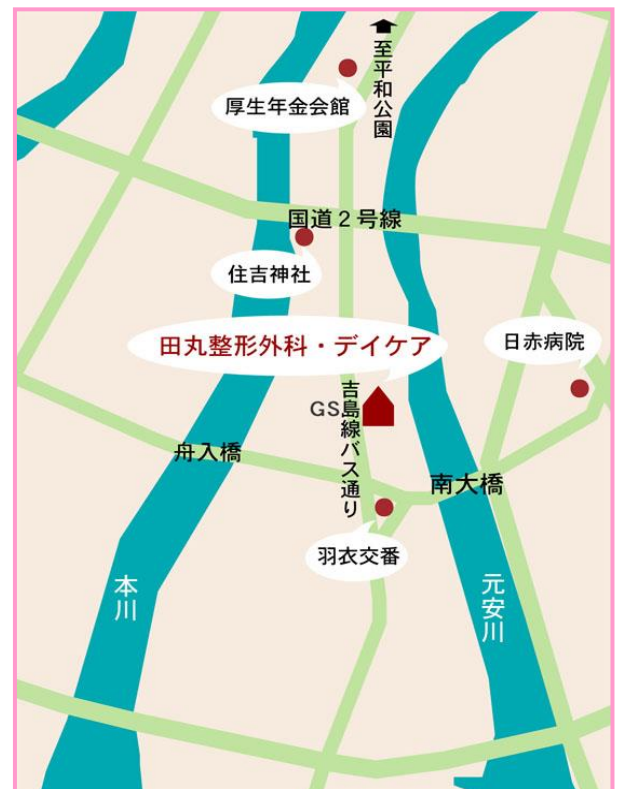 至平和公園
厚生年金会館
国道２号線
住吉神社
田丸整形外科・デイケア
日赤病院
GS
吉島線バス通り
舟入橋
南大橋
羽衣交番
本川
元安川